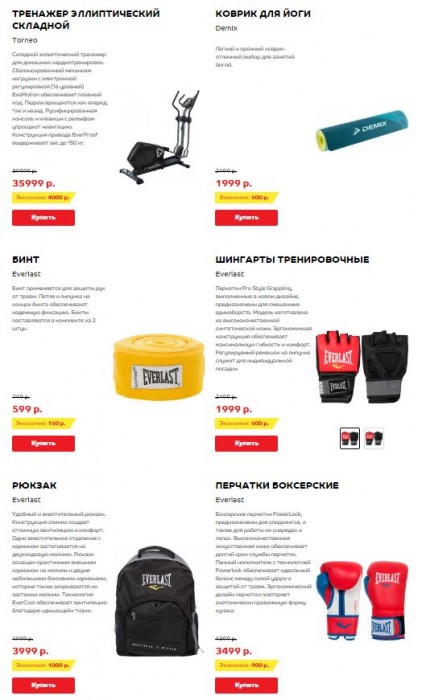 ТРЕНАЖЕР ЭЛЛИПТИЧЕСКИЙ
СКЛАДНОЙ
Torneo
Складной эллиптический тренажер
для домашних кардиотренировок.
Сбалансированный механизм
нагрузки с электронной
регулировкой (16 уровней)
ExaMotion обеспечивает плавный
ход. Педали вращаются как вперед,
так и назад. Русифицированная
консоль и клавиши с рельефом
упрощают навигацию.
Конструкция привода EverProof
выдерживает вес до 150 кг.
39999 р.
35999 р.
Экономия: 4000 р.
Купить
КОВРИК ДЛЯ ЙОГИ
Demix
Легкий и прочный коврик -
отличный выбор для занятий
йогой.
DEMIX
2499 р.
1999 р.
Экономия: 500 р.
Купить
БИНТ
Everlast
Бинт применяется для защиты рук
от травм. Петля и липучка на
концах бинта обеспечивают
надежную фиксацию. Бинты
поставляются в комплекте из 2
штук.
EVERLAST
749 р.
599 р.
Экономия: 150 р.
Купить
ШИНГАРТЫ ТРЕНИРОВОЧНЫЕ
Everlast
Перчатки Pro Style Grappling,
выполненные в новом дизайне,
предназначены для смешанных
единоборств. Модель изготовлена
из высококачественной
синтетической кожи. Эргономичная
конструкция обеспечивает
максимальную гибкость и комфорт.
Регулируемый ремешок на липучке
служит для индивидуальной
посадки.
EVERLAST
2499 р.
1999 р.
Экономия: 500 р.
Купить
РЮКЗАК
Everlast
Удобный и вместительный рюкзак.
Конструкция спинки создает
отличную вентиляцию и комфорт.
Одно вместительное отделение с
карманом застегивается на
двухходовую молнию. Рюкзак
оснащен практичным внешним
карманом на молнии и двумя
небольшими боковыми карманами,
которые также закрываются на
застежки молнии. Технология
EverCool обеспечивает вентиляцию
благодаря «дышащей» ткани.
EVERLAST
4999 р.
3999 р.
Экономия: 1000 р.
Купить
ПЕРЧАТКИ БОКСЕРСКИЕ
Everlast
Боксерские перчатки PowerLock,
предназначены для спаррингов, а
также для работы на снарядах и
лапах. Высококачественная
искусственная кожа обеспечивает
долгий срок службы перчаток.
Пенный наполнитель с технологией
Powerlock обеспечивает идеальный
баланс между силой удара и
защитой от травм. Эргономический
дизайн перчатки повторяет
анатомически правильную форму
кулака.
EVERLAST
4399 р.
3499 р.
Экономия: 900 р.
Купить